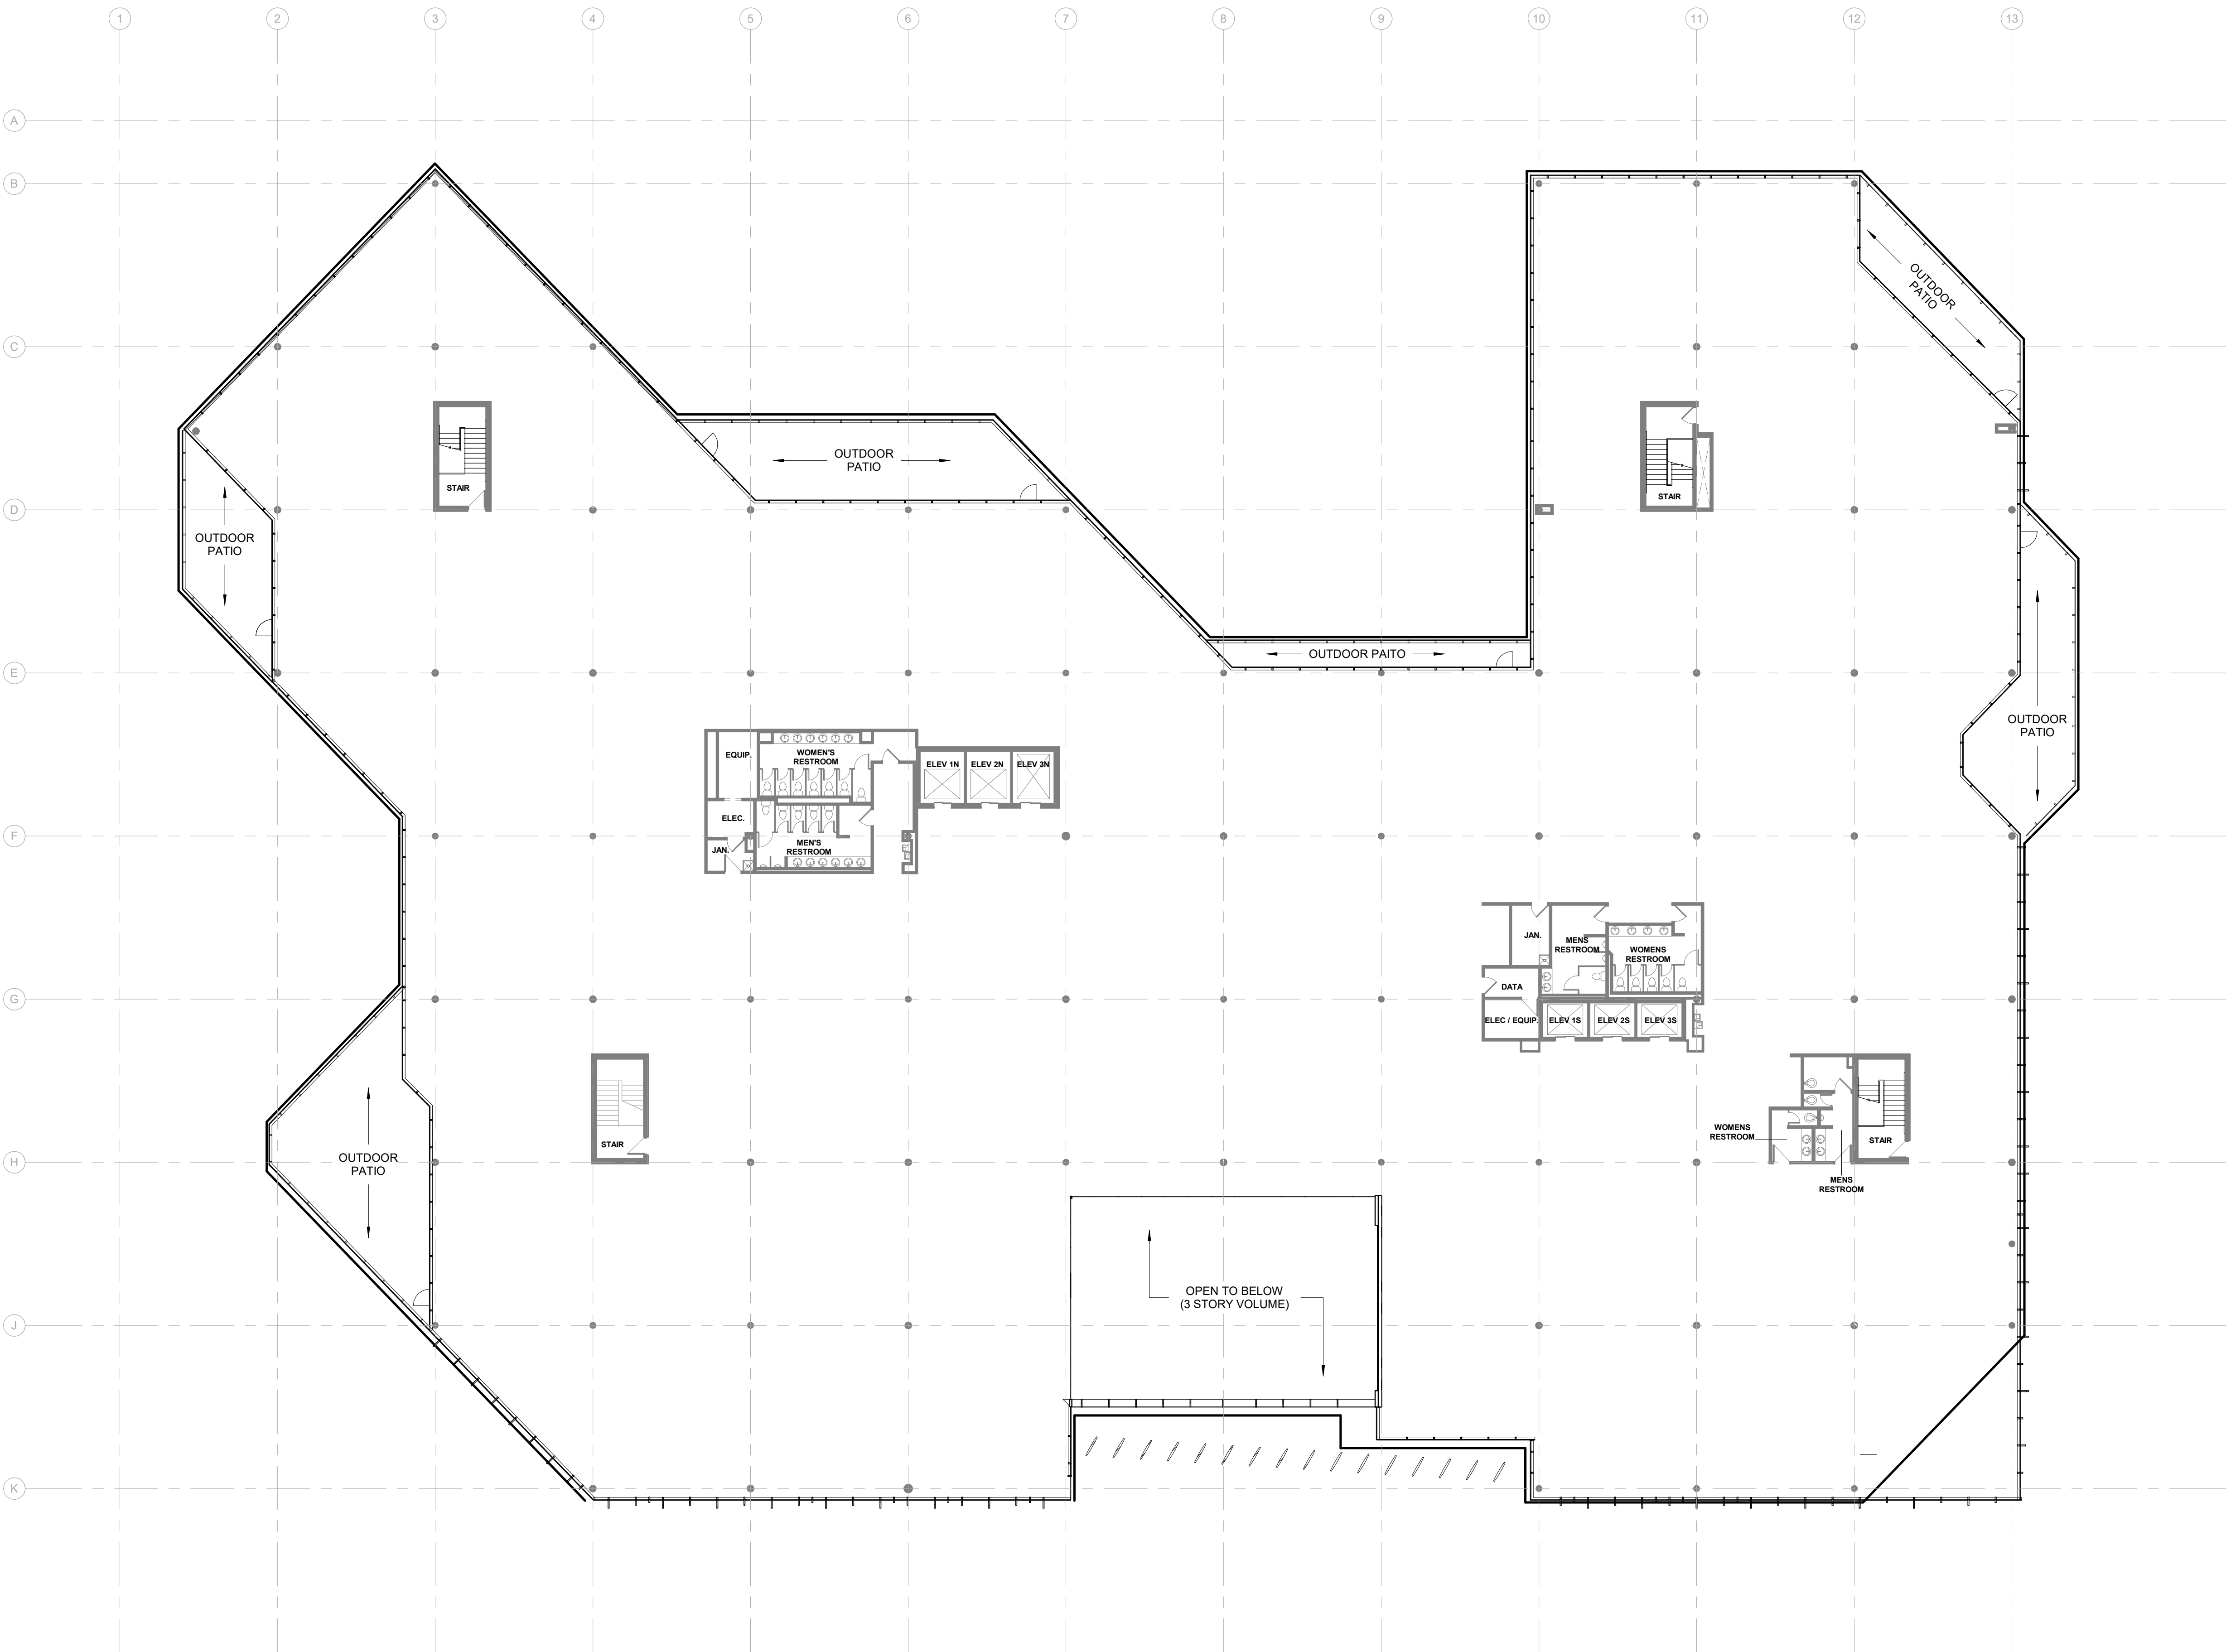 1
2
3
4
5
6
7
8
9
10
11
12
13
A
B
C
D
E
F
G
H
J
K
OUTDOOR
PATIO
OUTDOOR
PATIO
STAIR
STAIR
OUTDOOR
PATIO
OUTDOOR PAITO
OUTDOOR
PATIO
EQUIP.
WOMEN'S
RESTROOM
ELEV 1N
ELEV 2N
ELEV 3N
ELEC.
JAN.
MEN'S
RESTROOM
JAN.
MENS
RESTROOM
WOMENS
RESTROOM
DATA
ELEC / EQUIP.
ELEV 1S
ELEV 2S
ELEV 3S
STAIR
WOMENS
RESTROOM
STAIR
MENS
RESTROOM
OUTDOOR
PATIO
OPEN TO BELOW
(3 STORY VOLUME)